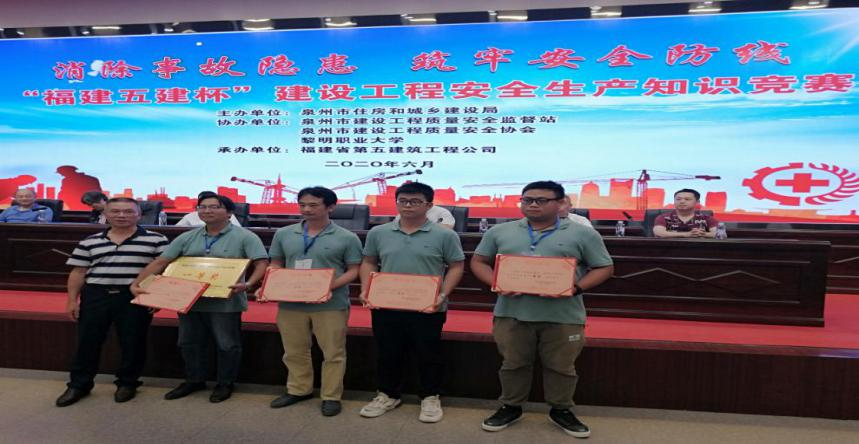 消除事故隐患 筑牢安全防线
“福建五建杯”建设工程安全生产知识竞赛
主办单位：泉州市住房和城乡建设局
协办单位：泉州市建设工程质量安全监督站
泉州市建设工程质量安全协会
黎明职业大学
承办单位：福建省第五建筑工程公司
二〇二〇年六月